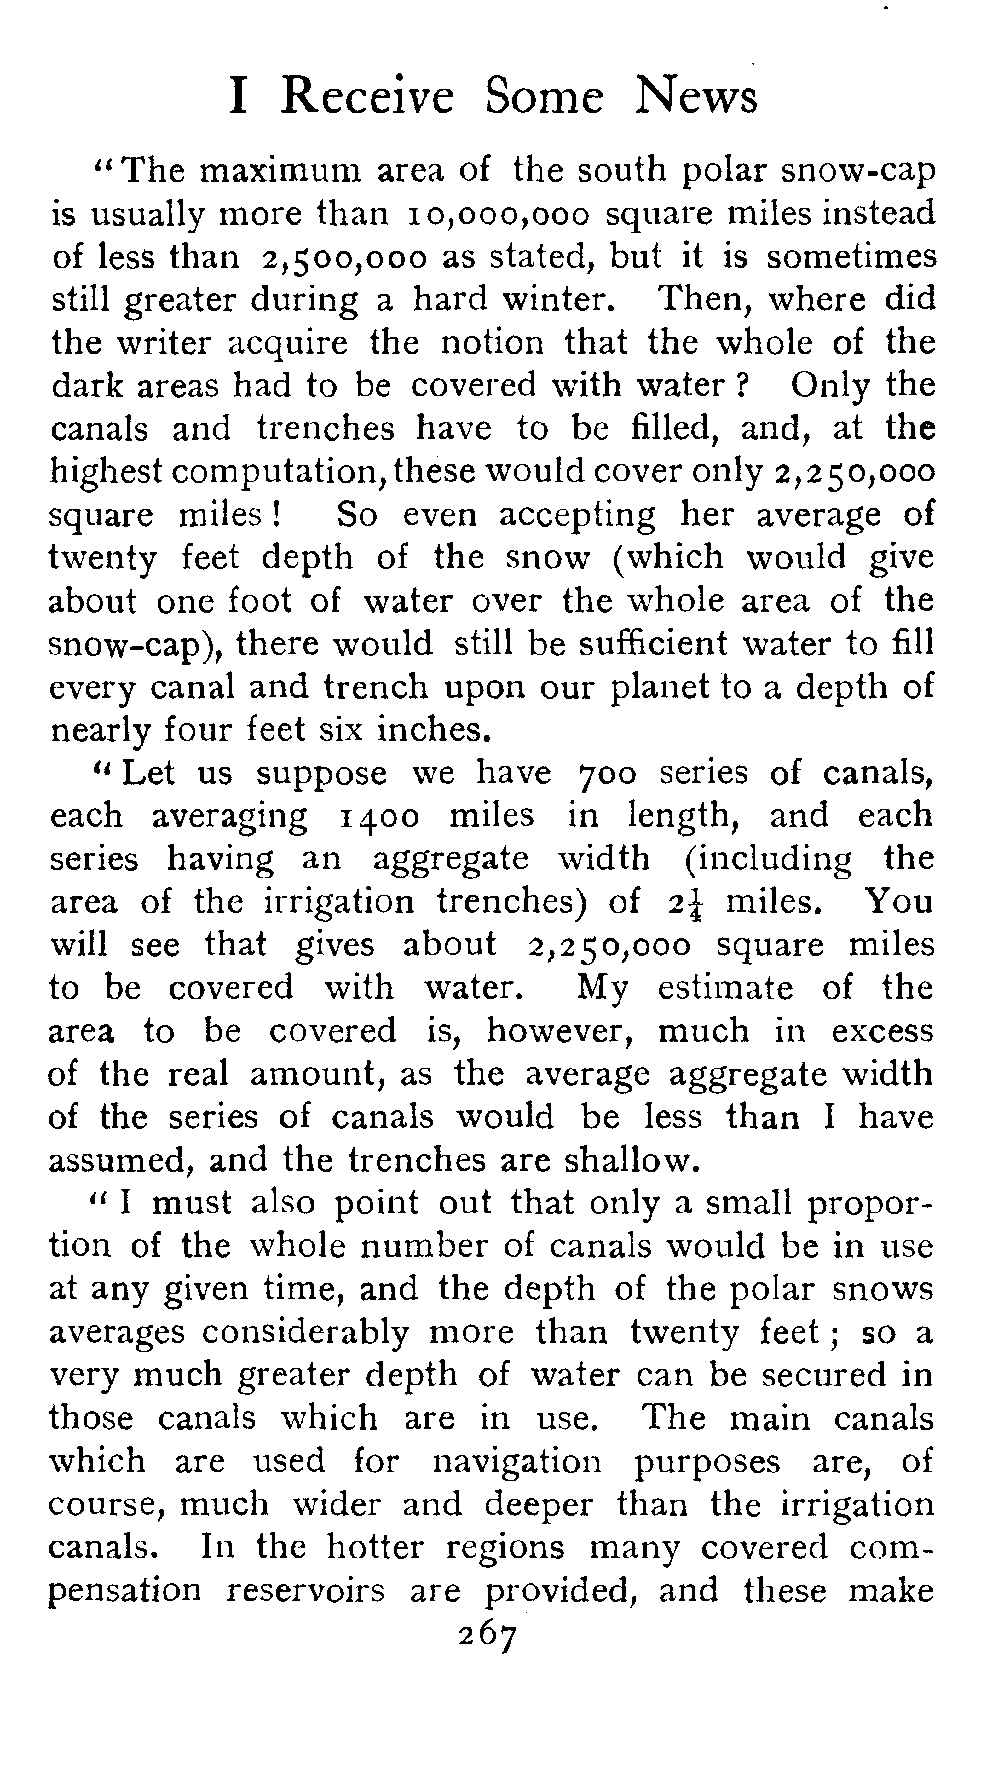 I Receive Some News
"The maximum area of the south polar snow-cap
is usually more than 10,000,000 square miles instead
of less than 2,500,000 as stated, but it is sometimes
still greater during a hard winter. Then, where did
the writer acquire the notion that the whole of the
dark areas had to be covered with water ? Only the
canals and trenches have to be filled, and, at the
highest computation, these would cover only 2,250,000
square miles ! So even accepting her average of
twenty feet depth of the snow (which would give
about one foot of water over the whole area of the
snow-cap), there would still be sufficient water to fill
every canal and trench upon our planet to a depth of
nearly four feet six inches.
"Let us suppose we have 700 series of canals,
each averaging 1400 miles in length, and each
series having an aggregate width (including the
area of the irrigation trenches) of 2¼ miles. You
will see that gives about 2,250,000 square miles
to be covered with water. My estimate of the
area to be covered is, however, much in excess
of the real amount, as the average aggregate width
of the series of canals would be less than I have
assumed, and the trenches are shallow.
"I must also point out that only a small propor-
tion of the whole number of canals would be in use
at any given time, and the depth of the polar snows
averages considerably more than twenty feet ; so a
very much greater depth of water can be secured in
those canals which are in use. The main canals
which are used for navigation purposes are, of
course, much wider and deeper than the irrigation
canals. In the hotter regions many covered com-
pensation reservoirs are provided, and these make
267